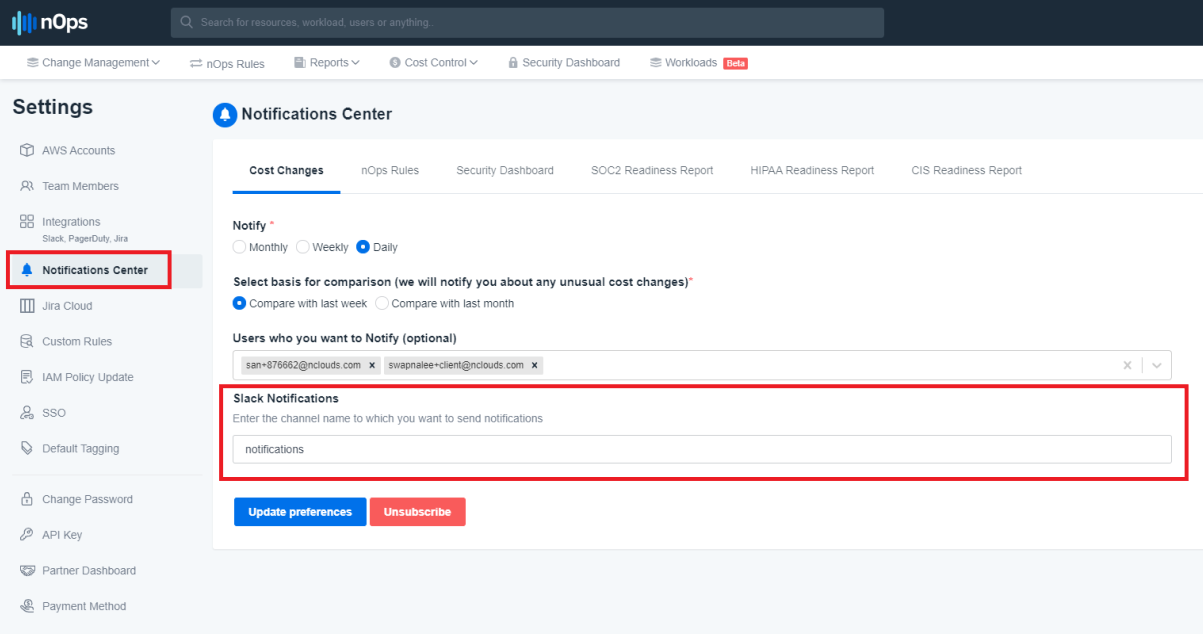 nOps
Search for resources, workload, users or anything..
Change Management
nOps Rules
Reports
Cost Control
Security Dashboard
Workloads Beta
Settings
AWS Accounts
Team Members
Integrations
Slack, PagerDuty, Jira
Notifications Center
Jira Cloud
Custom Rules
IAM Policy Update
SSO
Default Tagging
Change Password
API Key
Partner Dashboard
Payment Method
Notifications Center
Cost Changes
nOps Rules
Security Dashboard
SOC2 Readiness Report
HIPAA Readiness Report
CIS Readiness Report
Notify *
Monthly Weekly Daily
Select basis for comparison (we will notify you about any unusual cost changes)*
Compare with last week Compare with last month
Users who you want to Notify (optional)
san+876662@nclouds.com x swapnalee+client@nclouds.com x
Slack Notifications
Enter the channel name to which you want to send notifications
notifications
Update preferences Unsubscribe